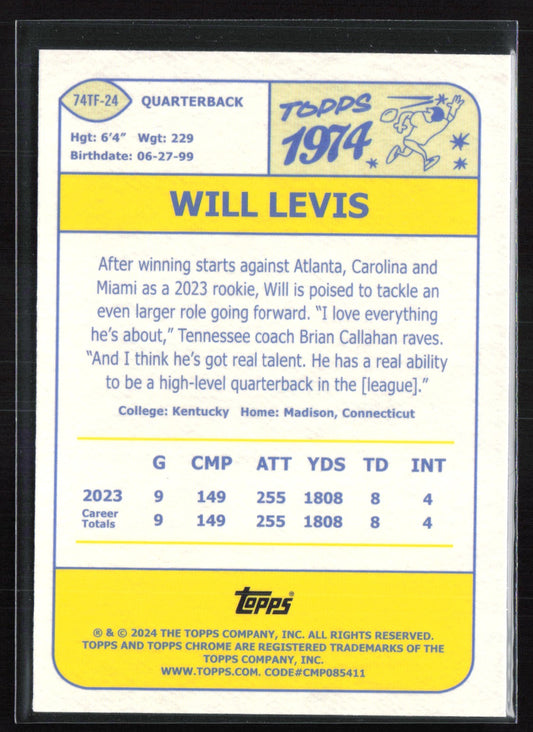 74TF-24
QUARTERBACK
Hgt: 6'4" Wgt: 229
Birthdate: 06-27-99
TOPPS
1974
WILL LEVIS
After winning starts against Atlanta, Carolina and
Miami as a 2023 rookie, Will is poised to tackle an
even larger role going forward. “I love everything
he's about,” Tennessee coach Brian Callahan raves.
“And I think he's got real talent. He has a real ability
to be a high-level quarterback in the [league].”
College: Kentucky Home: Madison, Connecticut
G CMP ATT YDS TD INT
2023 9 149 255 1808 8 4
Career
Totals 9 149 255 1808 8 4
topps®
® & © 2024 THE TOPPS COMPANY, INC. ALL RIGHTS RESERVED.
TOPPS AND TOPPS CHROME ARE REGISTERED TRADEMARKS OF THE
TOPPS COMPANY, INC.
WWW.TOPPS.COM. CODE#CMP085411